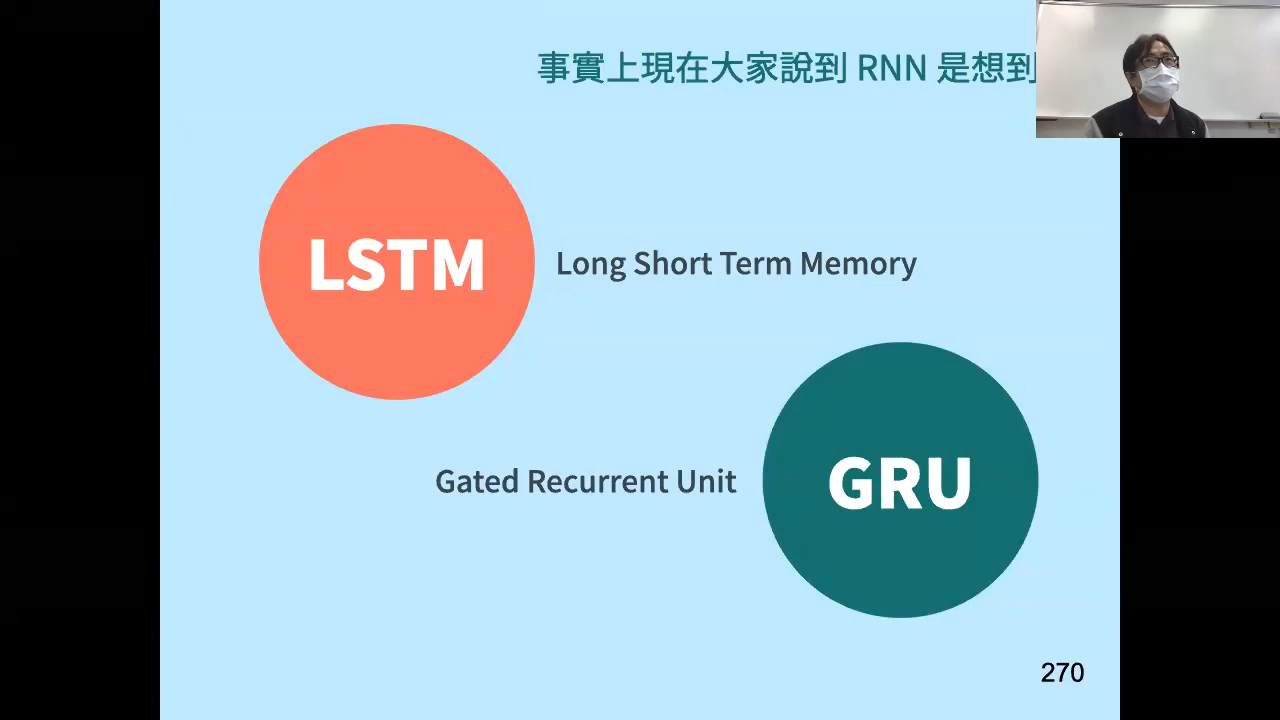 事實上現在大家說到 RNN 是想到
LSTM
Long Short Term Memory
Gated Recurrent Unit
GRU
270